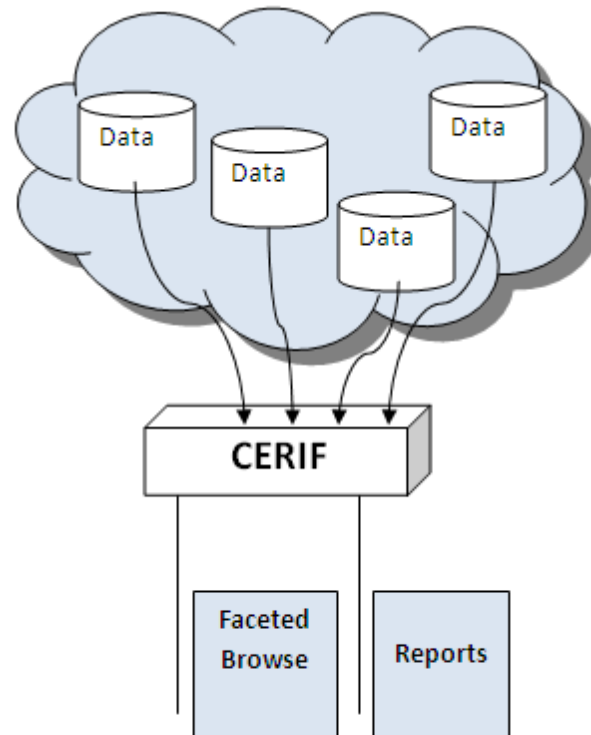 Data
Data
Data
Data
CERIF
Faceted
Browse
Reports